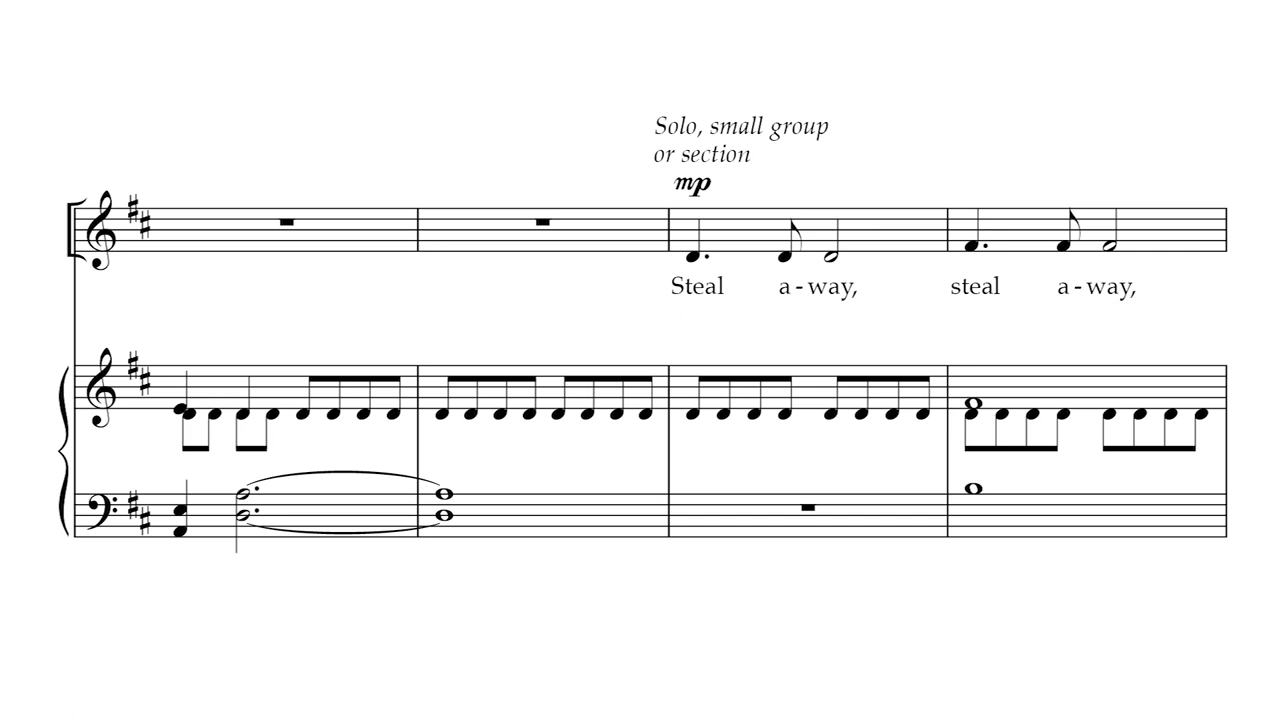 Solo, small group
or section
mp
Steal a - way, steal a - way,